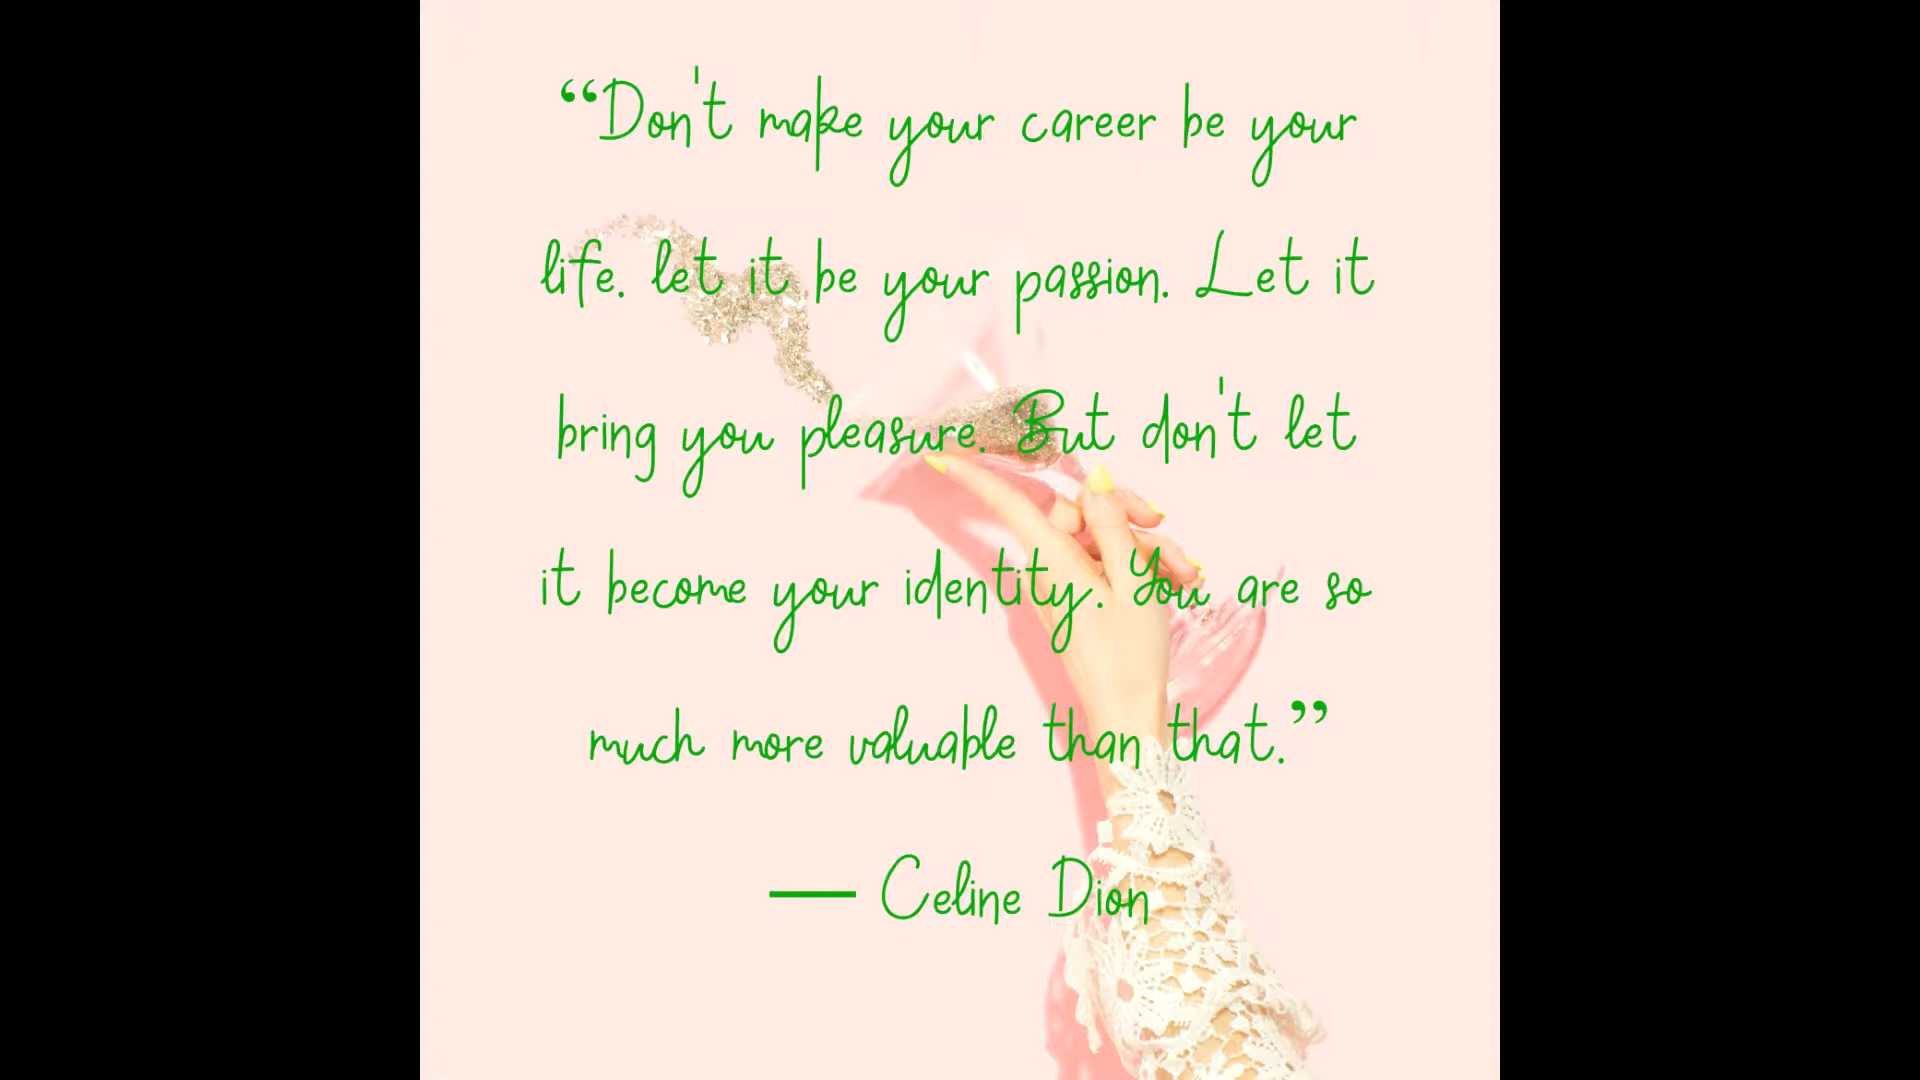 “Don't make your career be your
life. let it be your passion. Let it
bring you pleasure. But don't let
it become your identity. You are so
much more valuable than that.”
— Celine Dion